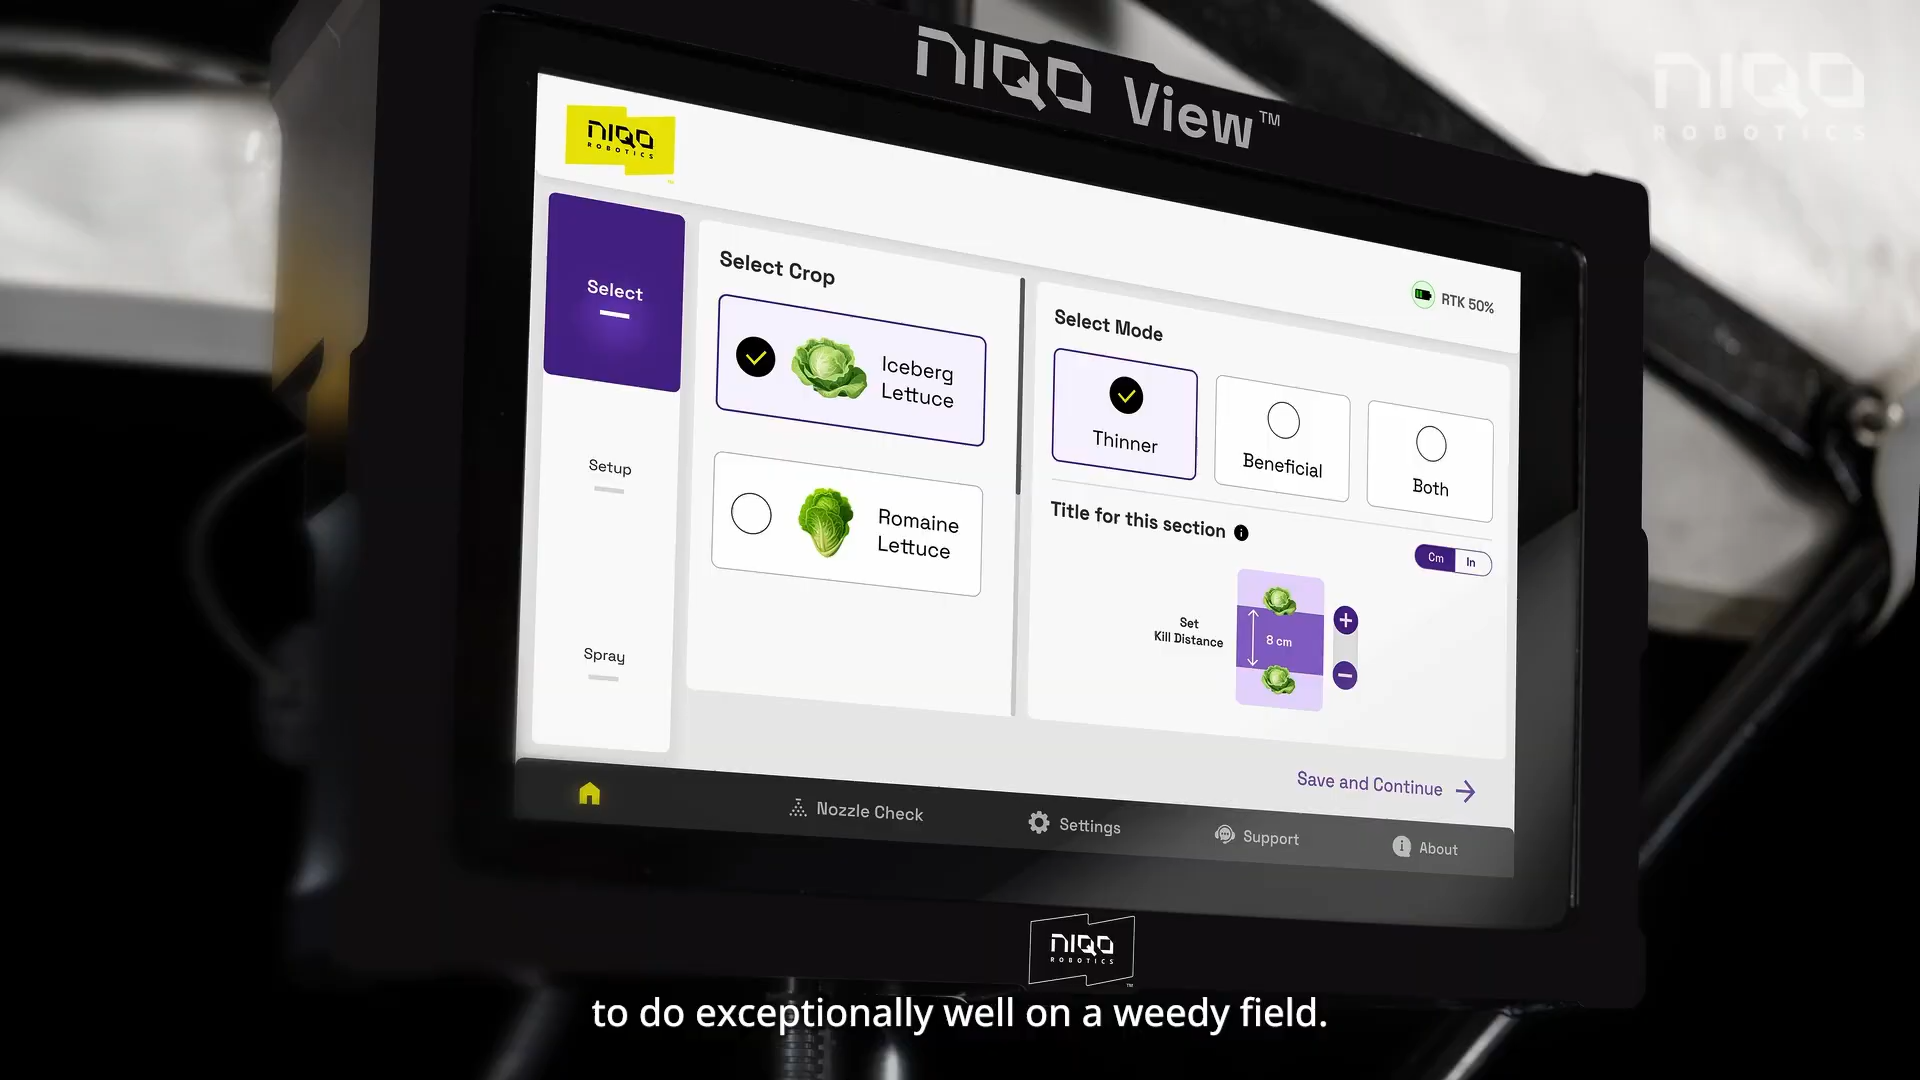 NIQO View™
NIQO
ROBOTICS
NIQO
ROBOTICS
RTK 50%
Select
Setup
Spray
Select Crop
Iceberg
Lettuce
Romaine
Lettuce
Select Mode
Thinner
Beneficial
Both
Title for this section
Cm In
Set
Kill Distance
8 cm
Save and Continue
Nozzle Check
Settings
Support
About
NIQO
ROBOTICS
to do exceptionally well on a weedy field.